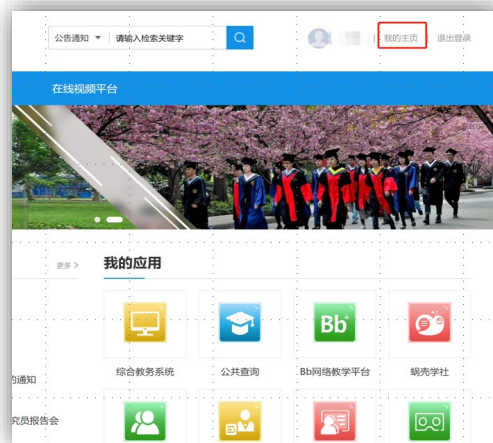 公告通知 请输入检索关键字 | 我的主页 | 退出登录
在线视频平台
更多 > 我的应用
Bb
综合教务系统 公共查询 Bb网络教学平台 蜗壳学社
的通知
究员报告会